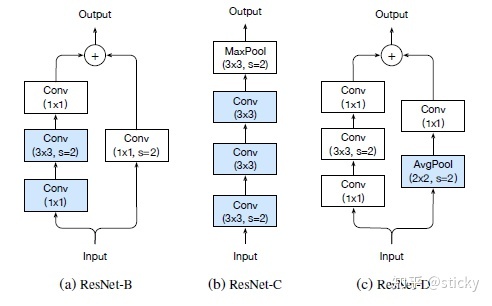 Output
+
Conv
(1x1)
Conv
(3x3, s=2)
Conv
(1x1)
Conv
(1x1, s=2)
Input
(a) ResNet-B
Output
MaxPool
(3x3, s=2)
Conv
(3x3)
Conv
(3x3)
Conv
(3x3, s=2)
Input
(b) ResNet-C
Output
+
Conv
(1x1)
Conv
(3x3, s=2)
Conv
(1x1)
Conv
(1x1)
AvgPool
(2x2, s=2)
Input
(c) ResNet-D
知乎 @sticky